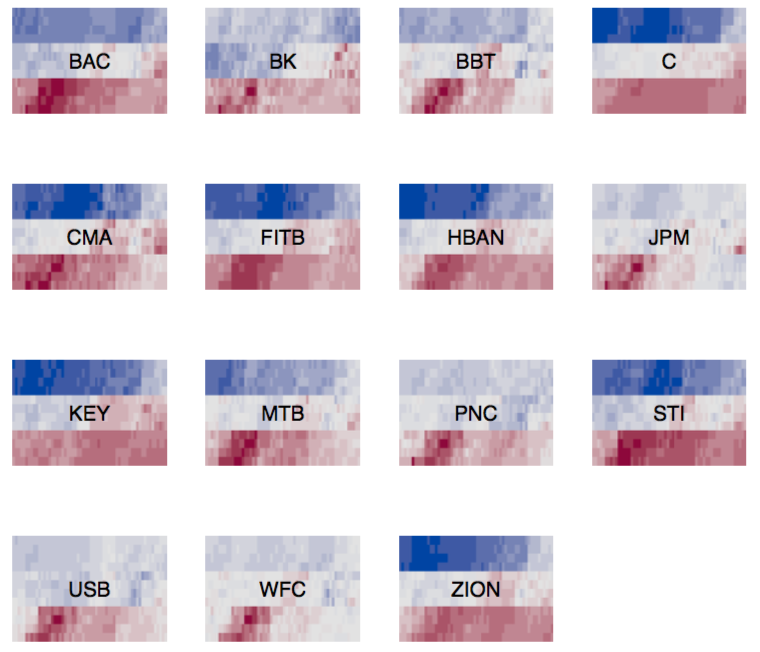 BAC BK BBT C
CMA FITB HBAN JPM
KEY MTB PNC STI
USB WFC ZION